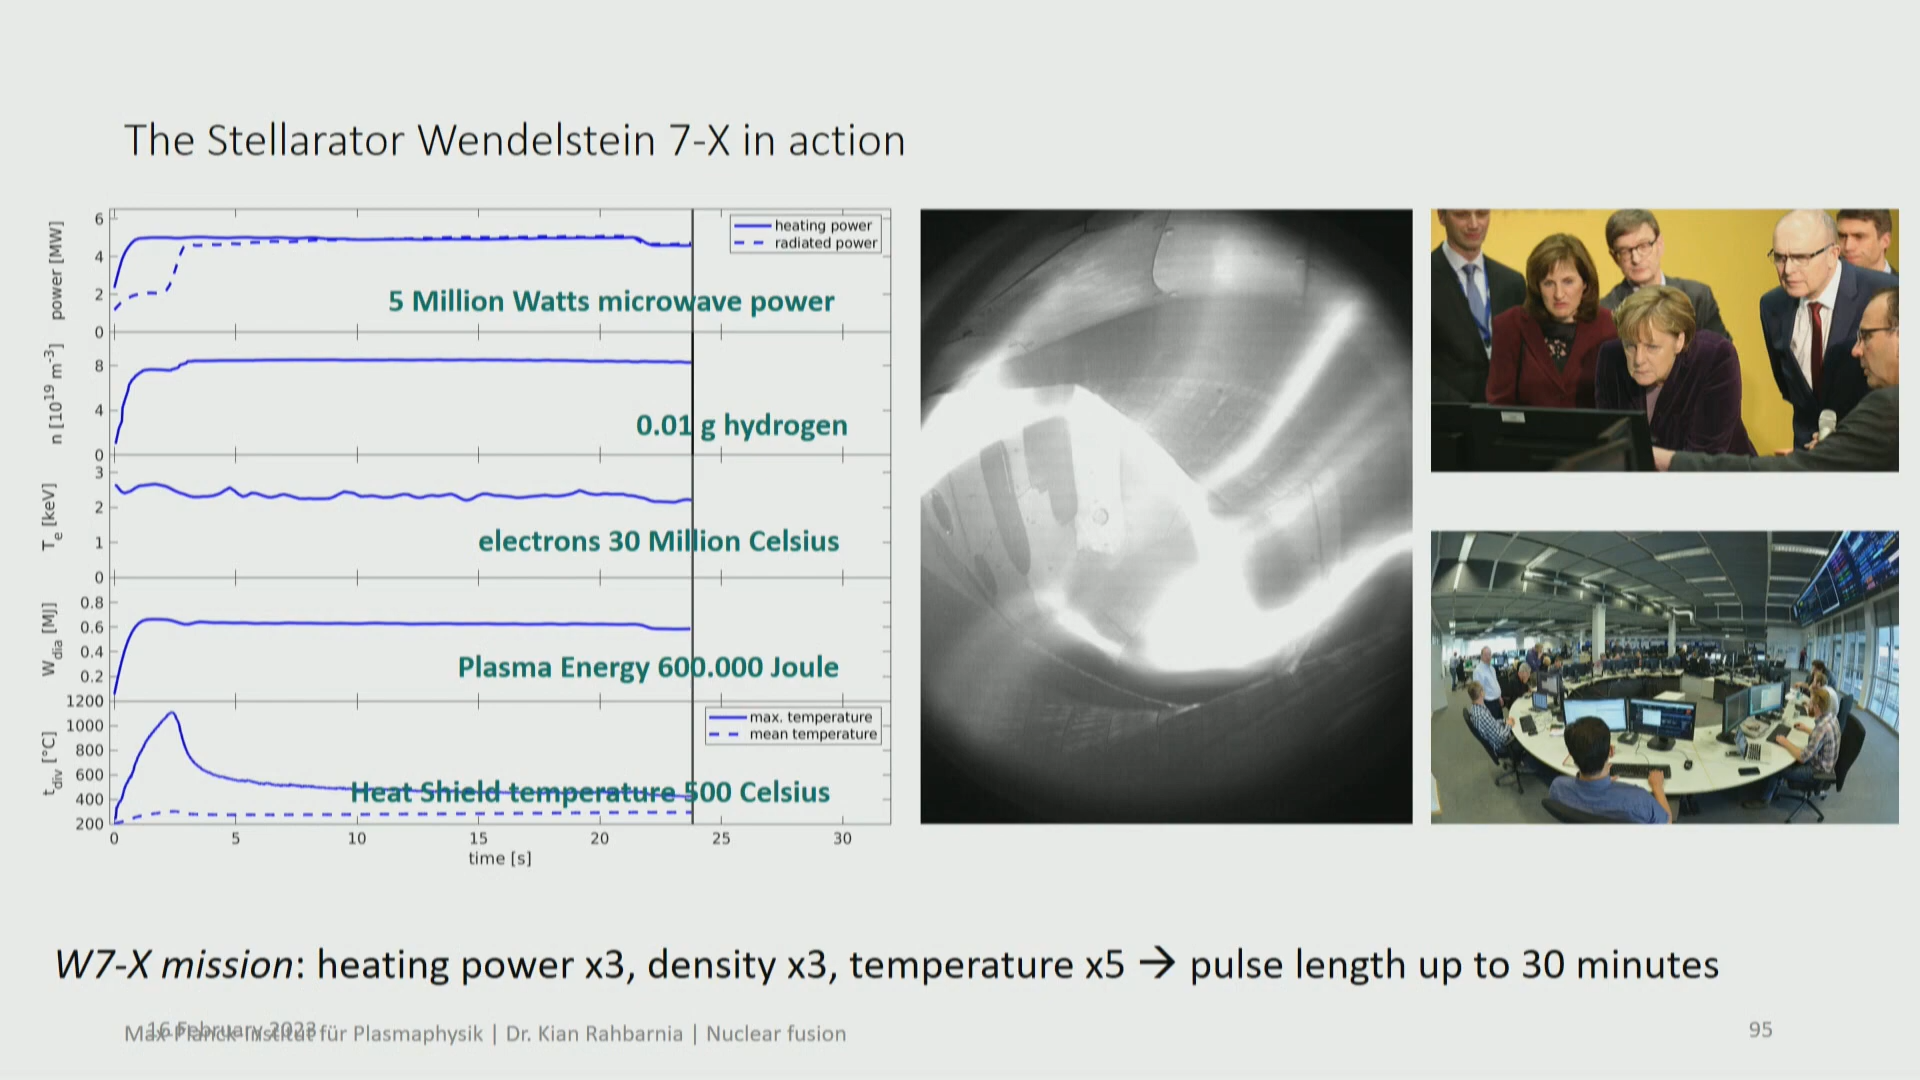 The Stellarator Wendelstein 7-X in action
power [MW]
6
4
2
0
heating power
radiated power
5 Million Watts microwave power
n [10¹⁹ m⁻³]
8
4
0
0.01 g hydrogen
Te [keV]
3
2
1
0
electrons 30 Million Celsius
Wdia [MJ]
0.8
0.6
0.4
0.2
Plasma Energy 600.000 Joule
tdiv [°C]
1200
1000
800
600
400
200
max. temperature
mean temperature
Heat Shield temperature 500 Celsius
0 5 10 15 20 25 30
time [s]
W7-X mission: heating power x3, density x3, temperature x5 → pulse length up to 30 minutes
16 February 2023
Max-Planck-Institut für Plasmaphysik | Dr. Kian Rahbarnia | Nuclear fusion
95